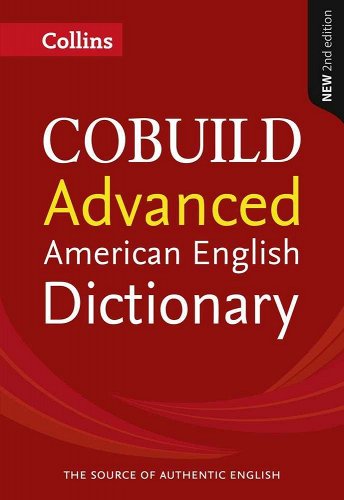 Collins
NEW 2nd edition
COBUILD
Advanced
American English
Dictionary
THE SOURCE OF AUTHENTIC ENGLISH